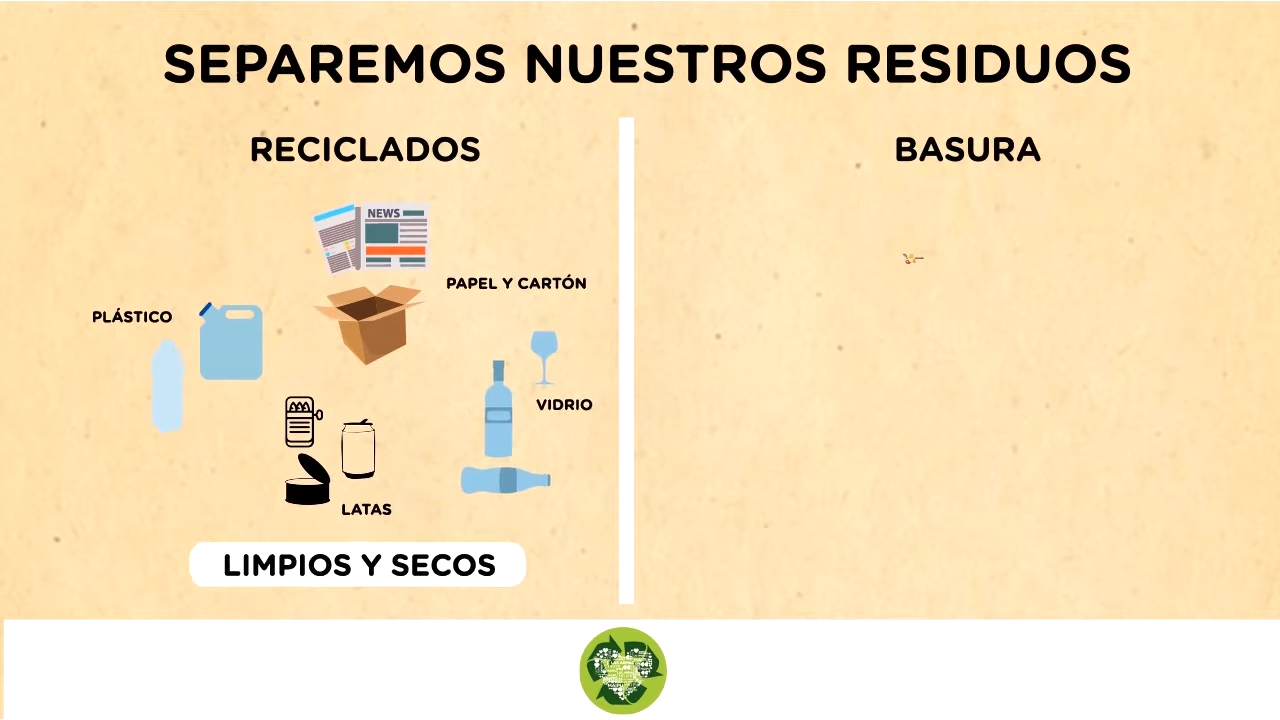 SEPAREMOS NUESTROS RESIDUOS
RECICLADOS
BASURA
NEWS
PAPEL Y CARTÓN
PLÁSTICO
VIDRIO
LATAS
LIMPIOS Y SECOS